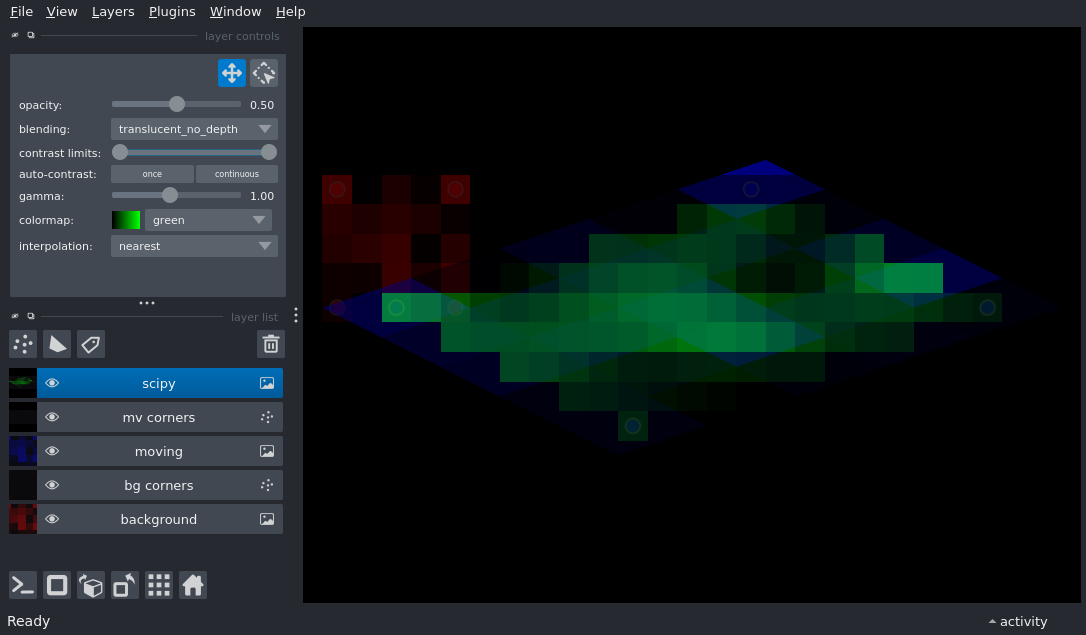 File View Layers Plugins Window Help
layer controls
opacity: 0.50
blending: translucent_no_depth
contrast limits:
auto-contrast: once continuous
gamma: 1.00
colormap: green
interpolation: nearest
layer list
scipy
mv corners
moving
bg corners
background
Ready activity